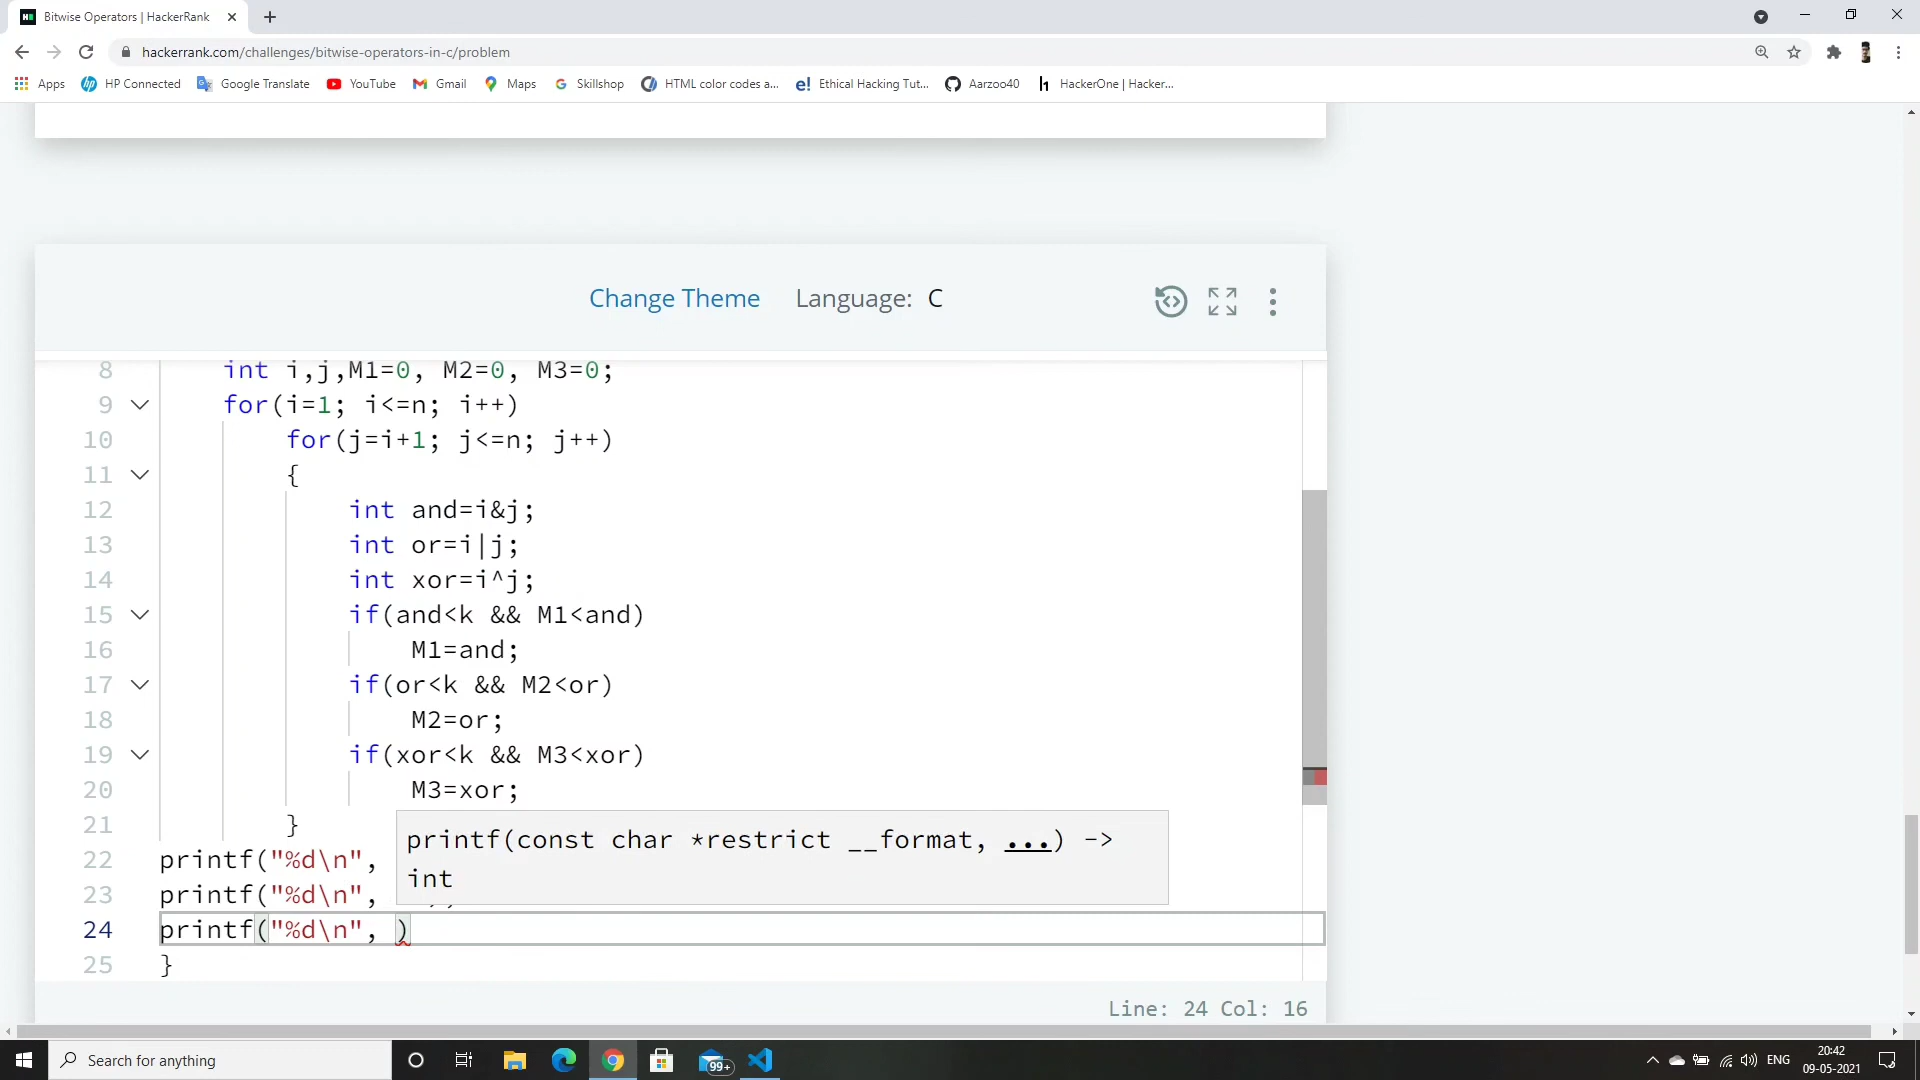 Bitwise Operators | HackerRank
hackerrank.com/challenges/bitwise-operators-in-c/problem
Apps HP Connected Google Translate YouTube Gmail Maps Skillshop HTML color codes a... e! Ethical Hacking Tut... Aarzoo40 h HackerOne | Hacker...
Change Theme Language: C
8 int i,j,M1=0, M2=0, M3=0;
9 for(i=1; i<=n; i++)
10 for(j=i+1; j<=n; j++)
11 {
12 int and=i&j;
13 int or=i|j;
14 int xor=i^j;
15 if(and<k && M1<and)
16 M1=and;
17 if(or<k && M2<or)
18 M2=or;
19 if(xor<k && M3<xor)
20 M3=xor;
21 }
printf(const char *restrict __format, ...) ->
int
22 printf("%d\n",
23 printf("%d\n",
24 printf("%d\n", )
25 }
Line: 24 Col: 16
Search for anything
99+
ENG
20:42
09-05-2021